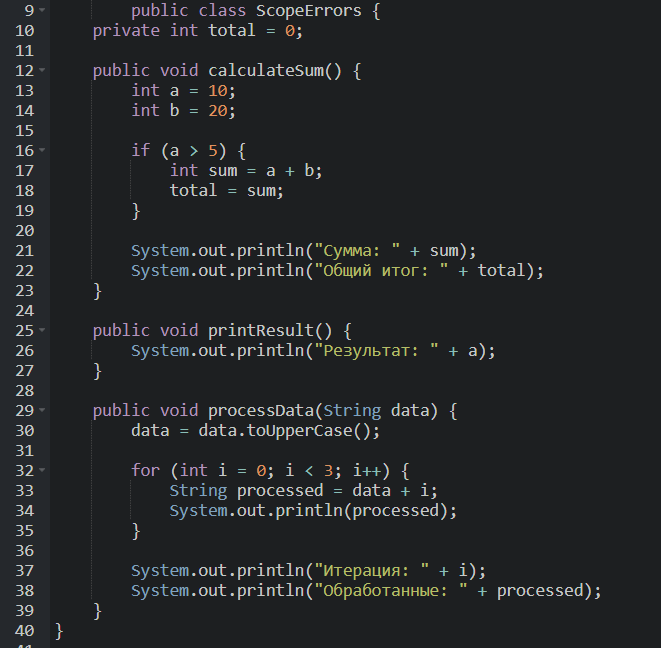 9 public class ScopeErrors {
10 private int total = 0;
11
12 public void calculateSum() {
13 int a = 10;
14 int b = 20;
15
16 if (a > 5) {
17 int sum = a + b;
18 total = sum;
19 }
20
21 System.out.println("Сумма: " + sum);
22 System.out.println("Общий итог: " + total);
23 }
24
25 public void printResult() {
26 System.out.println("Результат: " + a);
27 }
28
29 public void processData(String data) {
30 data = data.toUpperCase();
31
32 for (int i = 0; i < 3; i++) {
33 String processed = data + i;
34 System.out.println(processed);
35 }
36
37 System.out.println("Итерация: " + i);
38 System.out.println("Обработанные: " + processed);
39 }
40 }